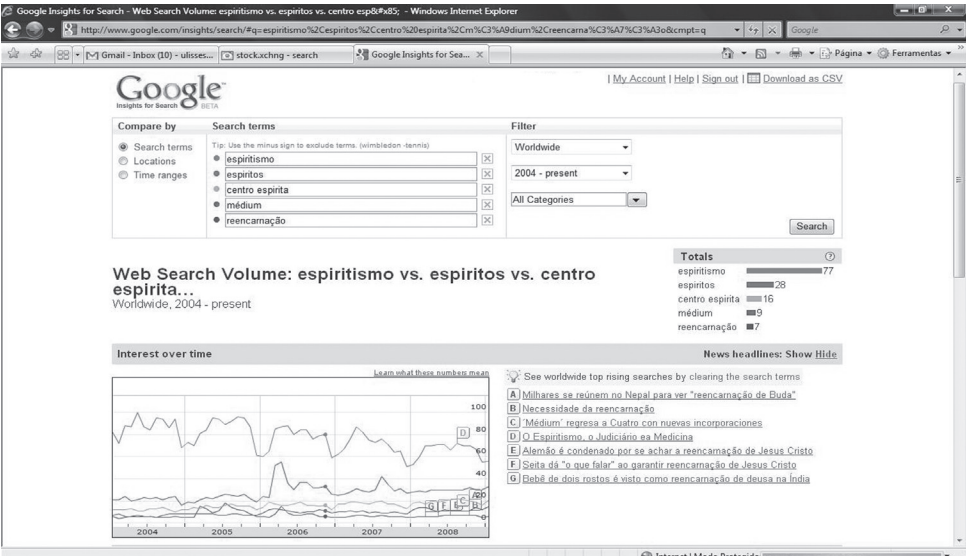 Google Insights for Search - Web Search Volume: espiritismo vs. espiritos vs. centro esp&#x85; - Windows Internet Explorer
http://www.google.com/insights/search/#q=espiritismo%2Cespiritos%2Ccentro%20espirita%2Cm%C3%A9dium%2Creencarna%C3%A7%C3%A3o&cmpt=q
Google
Gmail - Inbox (10) - ulisses...
stock.xchng - search
Google Insights for Sea...
Página
Ferramentas
Google
Insights for Search BETA
| My Account | Help | Sign out | Download as CSV
Compare by Search terms Filter
Search terms
Locations
Time ranges
Tip: Use the minus sign to exclude terms. (wimbledon -tennis)
espiritismo
espiritos
centro espirita
médium
reencarnação
Worldwide
2004 - present
All Categories
Search
Web Search Volume: espiritismo vs. espiritos vs. centro
espirita...
Worldwide, 2004 - present
Totals
espiritismo 77
espiritos 28
centro espirita 16
médium 9
reencarnação 7
Interest over time
News headlines: Show Hide
Learn what these numbers mean
100
80
60
40
20
0
D
C
A
G F E B
2004 2005 2006 2007 2008
See worldwide top rising searches by clearing the search terms
A Milhares se reúnem no Nepal para ver "reencarnação de Buda"
B Necessidade da reencarnação
C 'Médium' regresa a Cuatro con nuevas incorporaciones
D O Espiritismo, o Judiciário ea Medicina
E Alemão é condenado por se achar a reencarnação de Jesus Cristo
F Seita dá "o que falar" ao garantir reencarnação de Jesus Cristo
G Bebê de dois rostos é visto como reencarnação de deusa na Índia
Internet | Modo Protegido